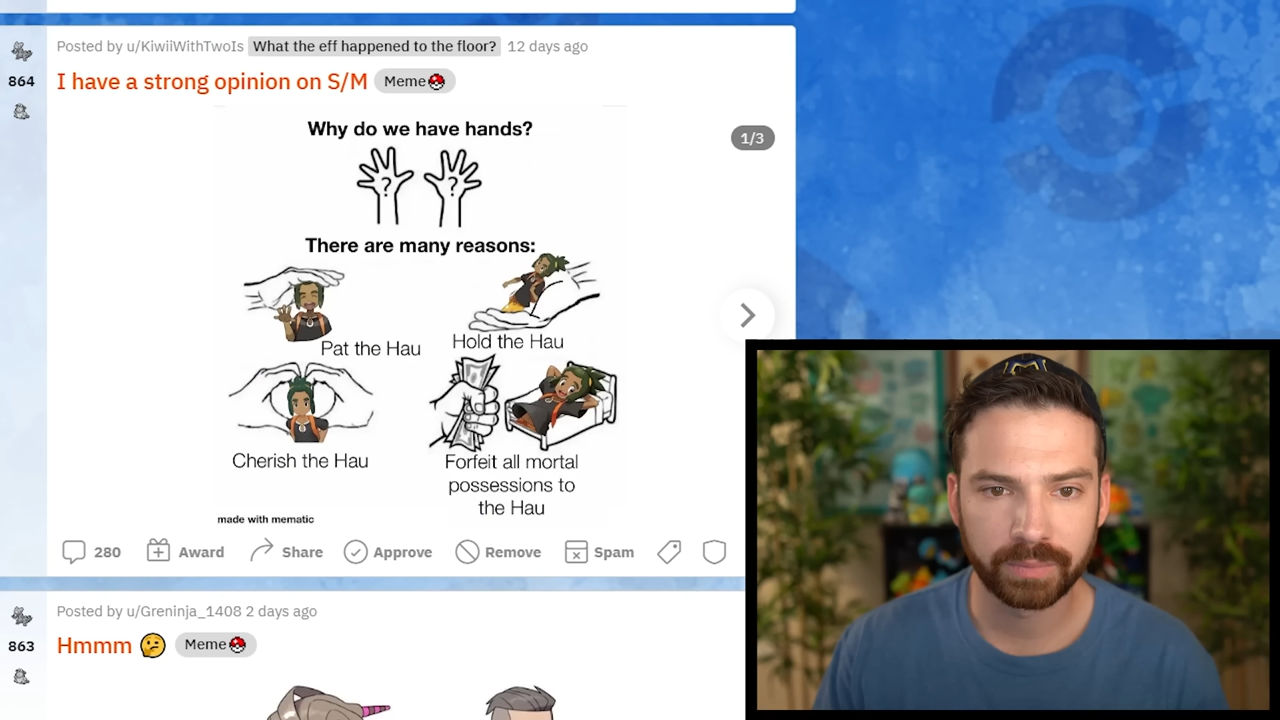 Posted by u/KiwiiWithTwoIs What the eff happened to the floor? 12 days ago
864
I have a strong opinion on S/M Meme
Why do we have hands?
1/3
? ?
There are many reasons:
Pat the Hau
Hold the Hau
Cherish the Hau
Forfeit all mortal
possessions to
the Hau
made with mematic
280 Award Share Approve Remove Spam
Posted by u/Greninja_1408 2 days ago
863
Hmmm 🤔 Meme